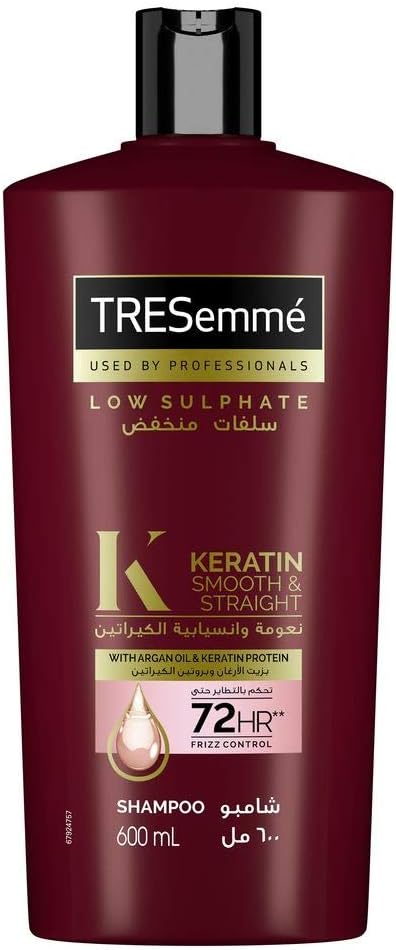 TRESemmé
USED BY PROFESSIONALS
LOW SULPHATE
سلفات منخفض
K
KERATIN
SMOOTH &
STRAIGHT
نعومة وانسيابية الكيراتين
WITH ARGAN OIL & KERATIN PROTEIN
بزيت الأرغان وبروتين الكيراتين
تحكم بالتطاير حتى
72HR**
FRIZZ CONTROL
SHAMPOO شامبو
600 mL ٦٠٠ مل
67924757